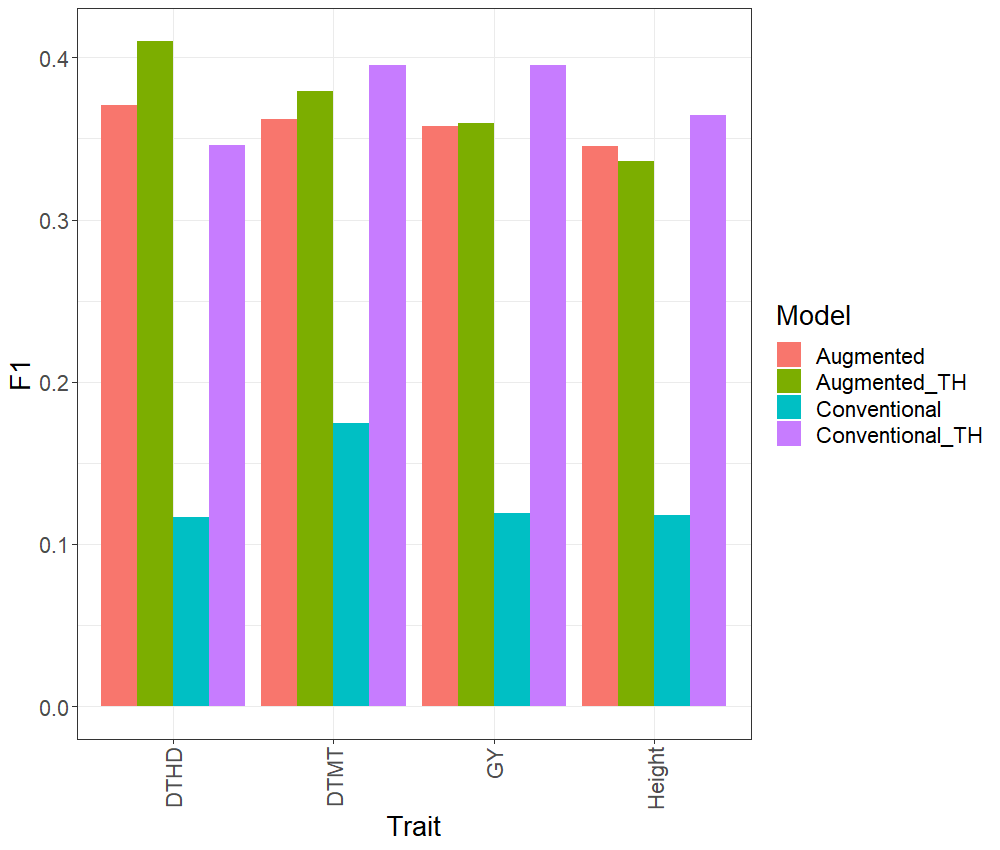 0.4
0.3
0.2
0.1
0.0
F1
DTHD
DTMT
GY
Height
Trait
Model
Augmented
Augmented_TH
Conventional
Conventional_TH